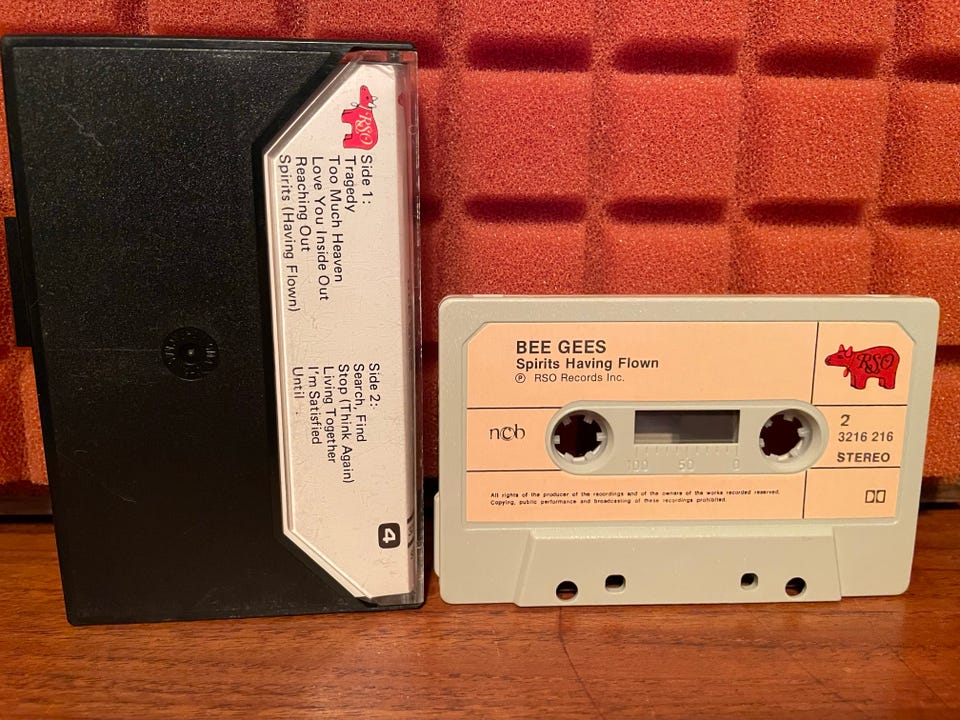 RSO
Side 1:
Tragedy
Too Much Heaven
Love You Inside Out
Reaching Out
Spirits (Having Flown)
Side 2:
Search, Find
Stop (Think Again)
Living Together
I'm Satisfied
Until
4
BEE GEES
Spirits Having Flown
Ⓟ RSO Records Inc.
RSO
ncb
2
3216 216
STEREO
100 50 0
All rights of the producer of the recordings and of the owners of the works recorded reserved.
Copying, public performance and broadcasting of these recordings prohibited.